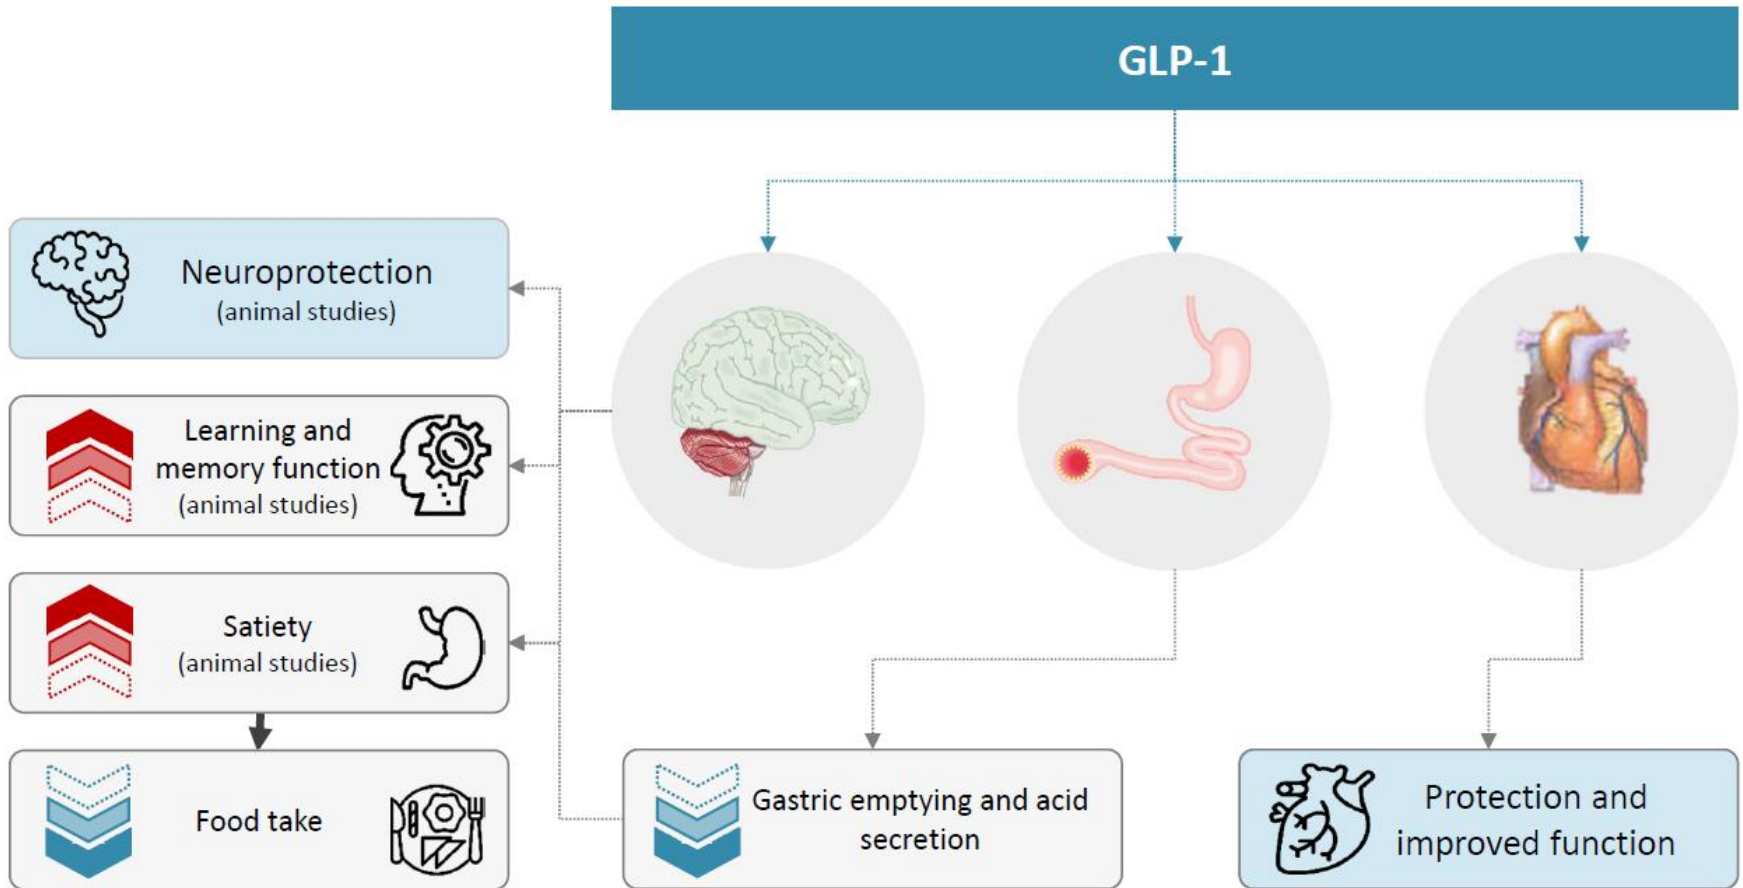 GLP-1
Neuroprotection
(animal studies)
Learning and
memory function
(animal studies)
Satiety
(animal studies)
Food take
Gastric emptying and acid
secretion
Protection and
improved function